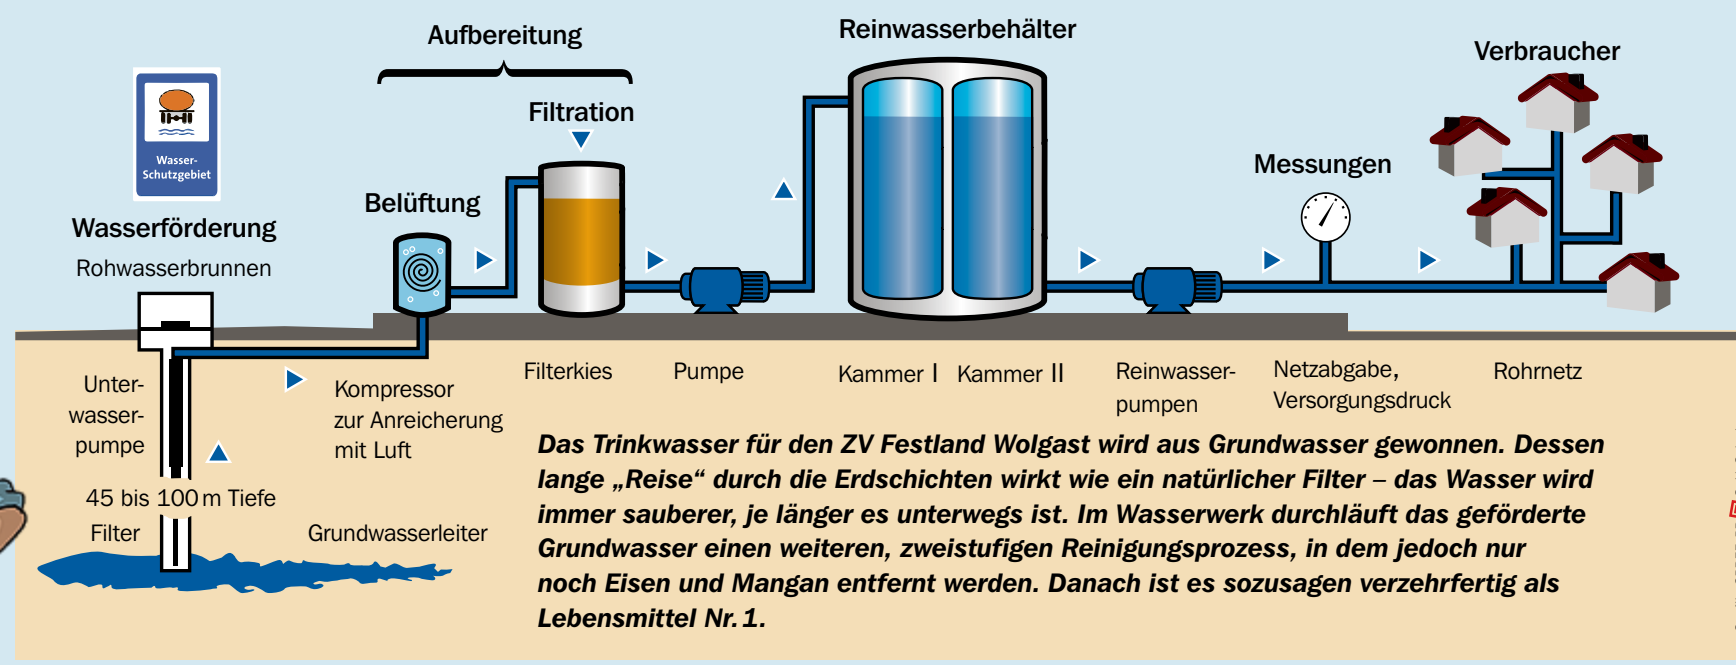 Aufbereitung
Reinwasserbehälter
Verbraucher
Filtration
Wasser-
Schutzgebiet
Messungen
Belüftung
Wasserförderung
Rohwasserbrunnen
Unter-
wasser-
pumpe
Kompressor
zur Anreicherung
mit Luft
Filterkies
Pumpe
Kammer I
Kammer II
Reinwasser-
pumpen
Netzabgabe,
Versorgungsdruck
Rohrnetz
45 bis 100 m Tiefe
Filter
Grundwasserleiter
Das Trinkwasser für den ZV Festland Wolgast wird aus Grundwasser gewonnen. Dessen
lange „Reise“ durch die Erdschichten wirkt wie ein natürlicher Filter – das Wasser wird
immer sauberer, je länger es unterwegs ist. Im Wasserwerk durchläuft das geförderte
Grundwasser einen weiteren, zweistufigen Reinigungsprozess, in dem jedoch nur
noch Eisen und Mangan entfernt werden. Danach ist es sozusagen verzehrfertig als
Lebensmittel Nr. 1.